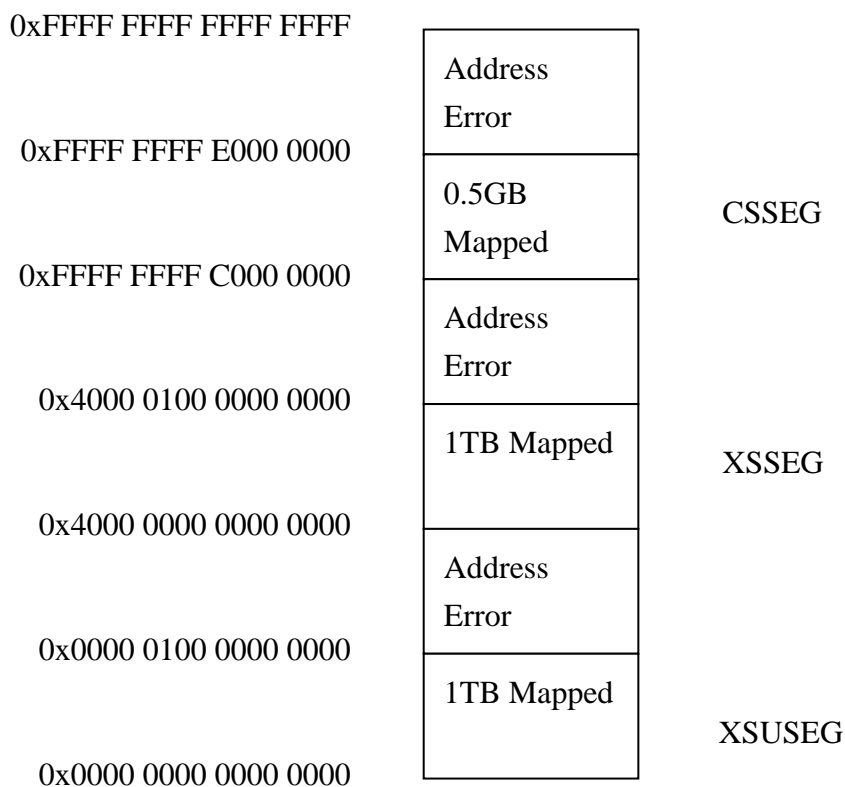 0xFFFF FFFF FFFF FFFF
Address
Error
0xFFFF FFFF E000 0000
0.5GB
Mapped
CSSEG
0xFFFF FFFF C000 0000
Address
Error
0x4000 0100 0000 0000
1TB Mapped
XSSEG
0x4000 0000 0000 0000
Address
Error
0x0000 0100 0000 0000
1TB Mapped
XSUSEG
0x0000 0000 0000 0000